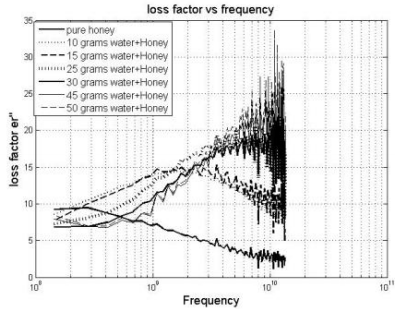 loss factor vs frequency
pure honey
10 grams water+Honey
15 grams water+Honey
25 grams water+Honey
30 grams water+Honey
45 grams water+Honey
50 grams water+Honey
loss factor er"
35
30
25
20
15
10
5
0
10^8
10^9
10^10
10^11
Frequency